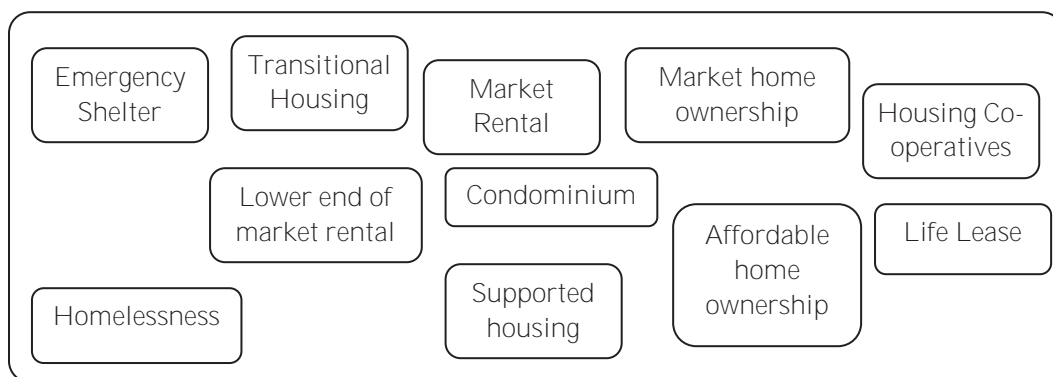 Emergency
Shelter
Transitional
Housing
Market
Rental
Market home
ownership
Housing Co-
operatives
Lower end of
market rental
Condominium
Affordable
home
ownership
Life Lease
Homelessness
Supported
housing